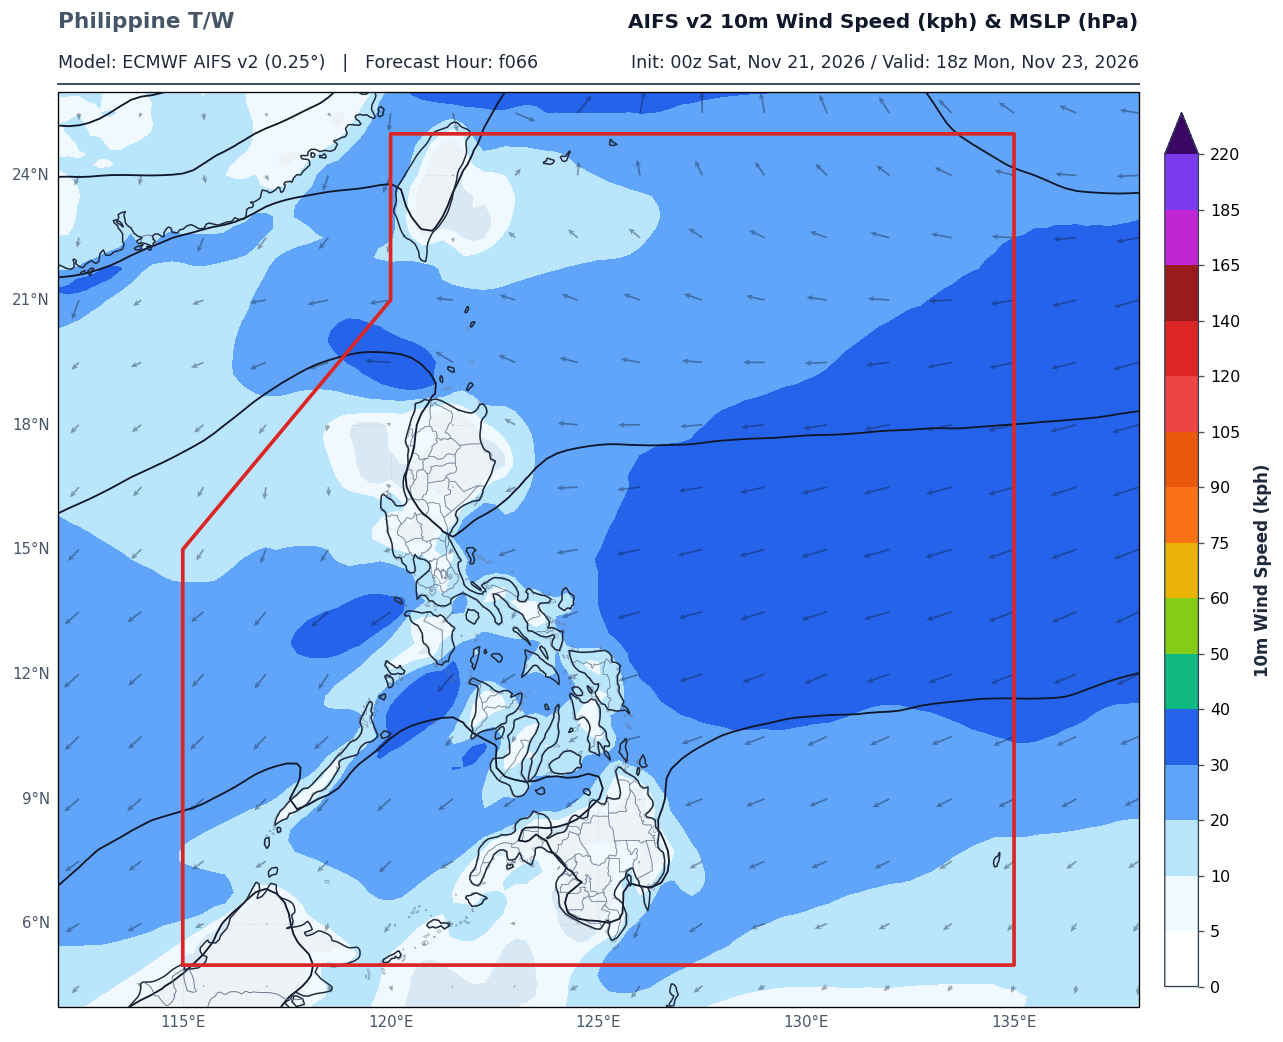 Philippine T/W
AIFS v2 10m Wind Speed (kph) & MSLP (hPa)
Model: ECMWF AIFS v2 (0.25°)   |   Forecast Hour: f066
Init: 00z Sat, Nov 21, 2026 / Valid: 18z Mon, Nov 23, 2026
24°N
21°N
18°N
15°N
12°N
9°N
6°N
115°E
120°E
125°E
130°E
135°E
220
185
165
140
120
105
90
75
60
50
40
30
20
10
5
0
10m Wind Speed (kph)